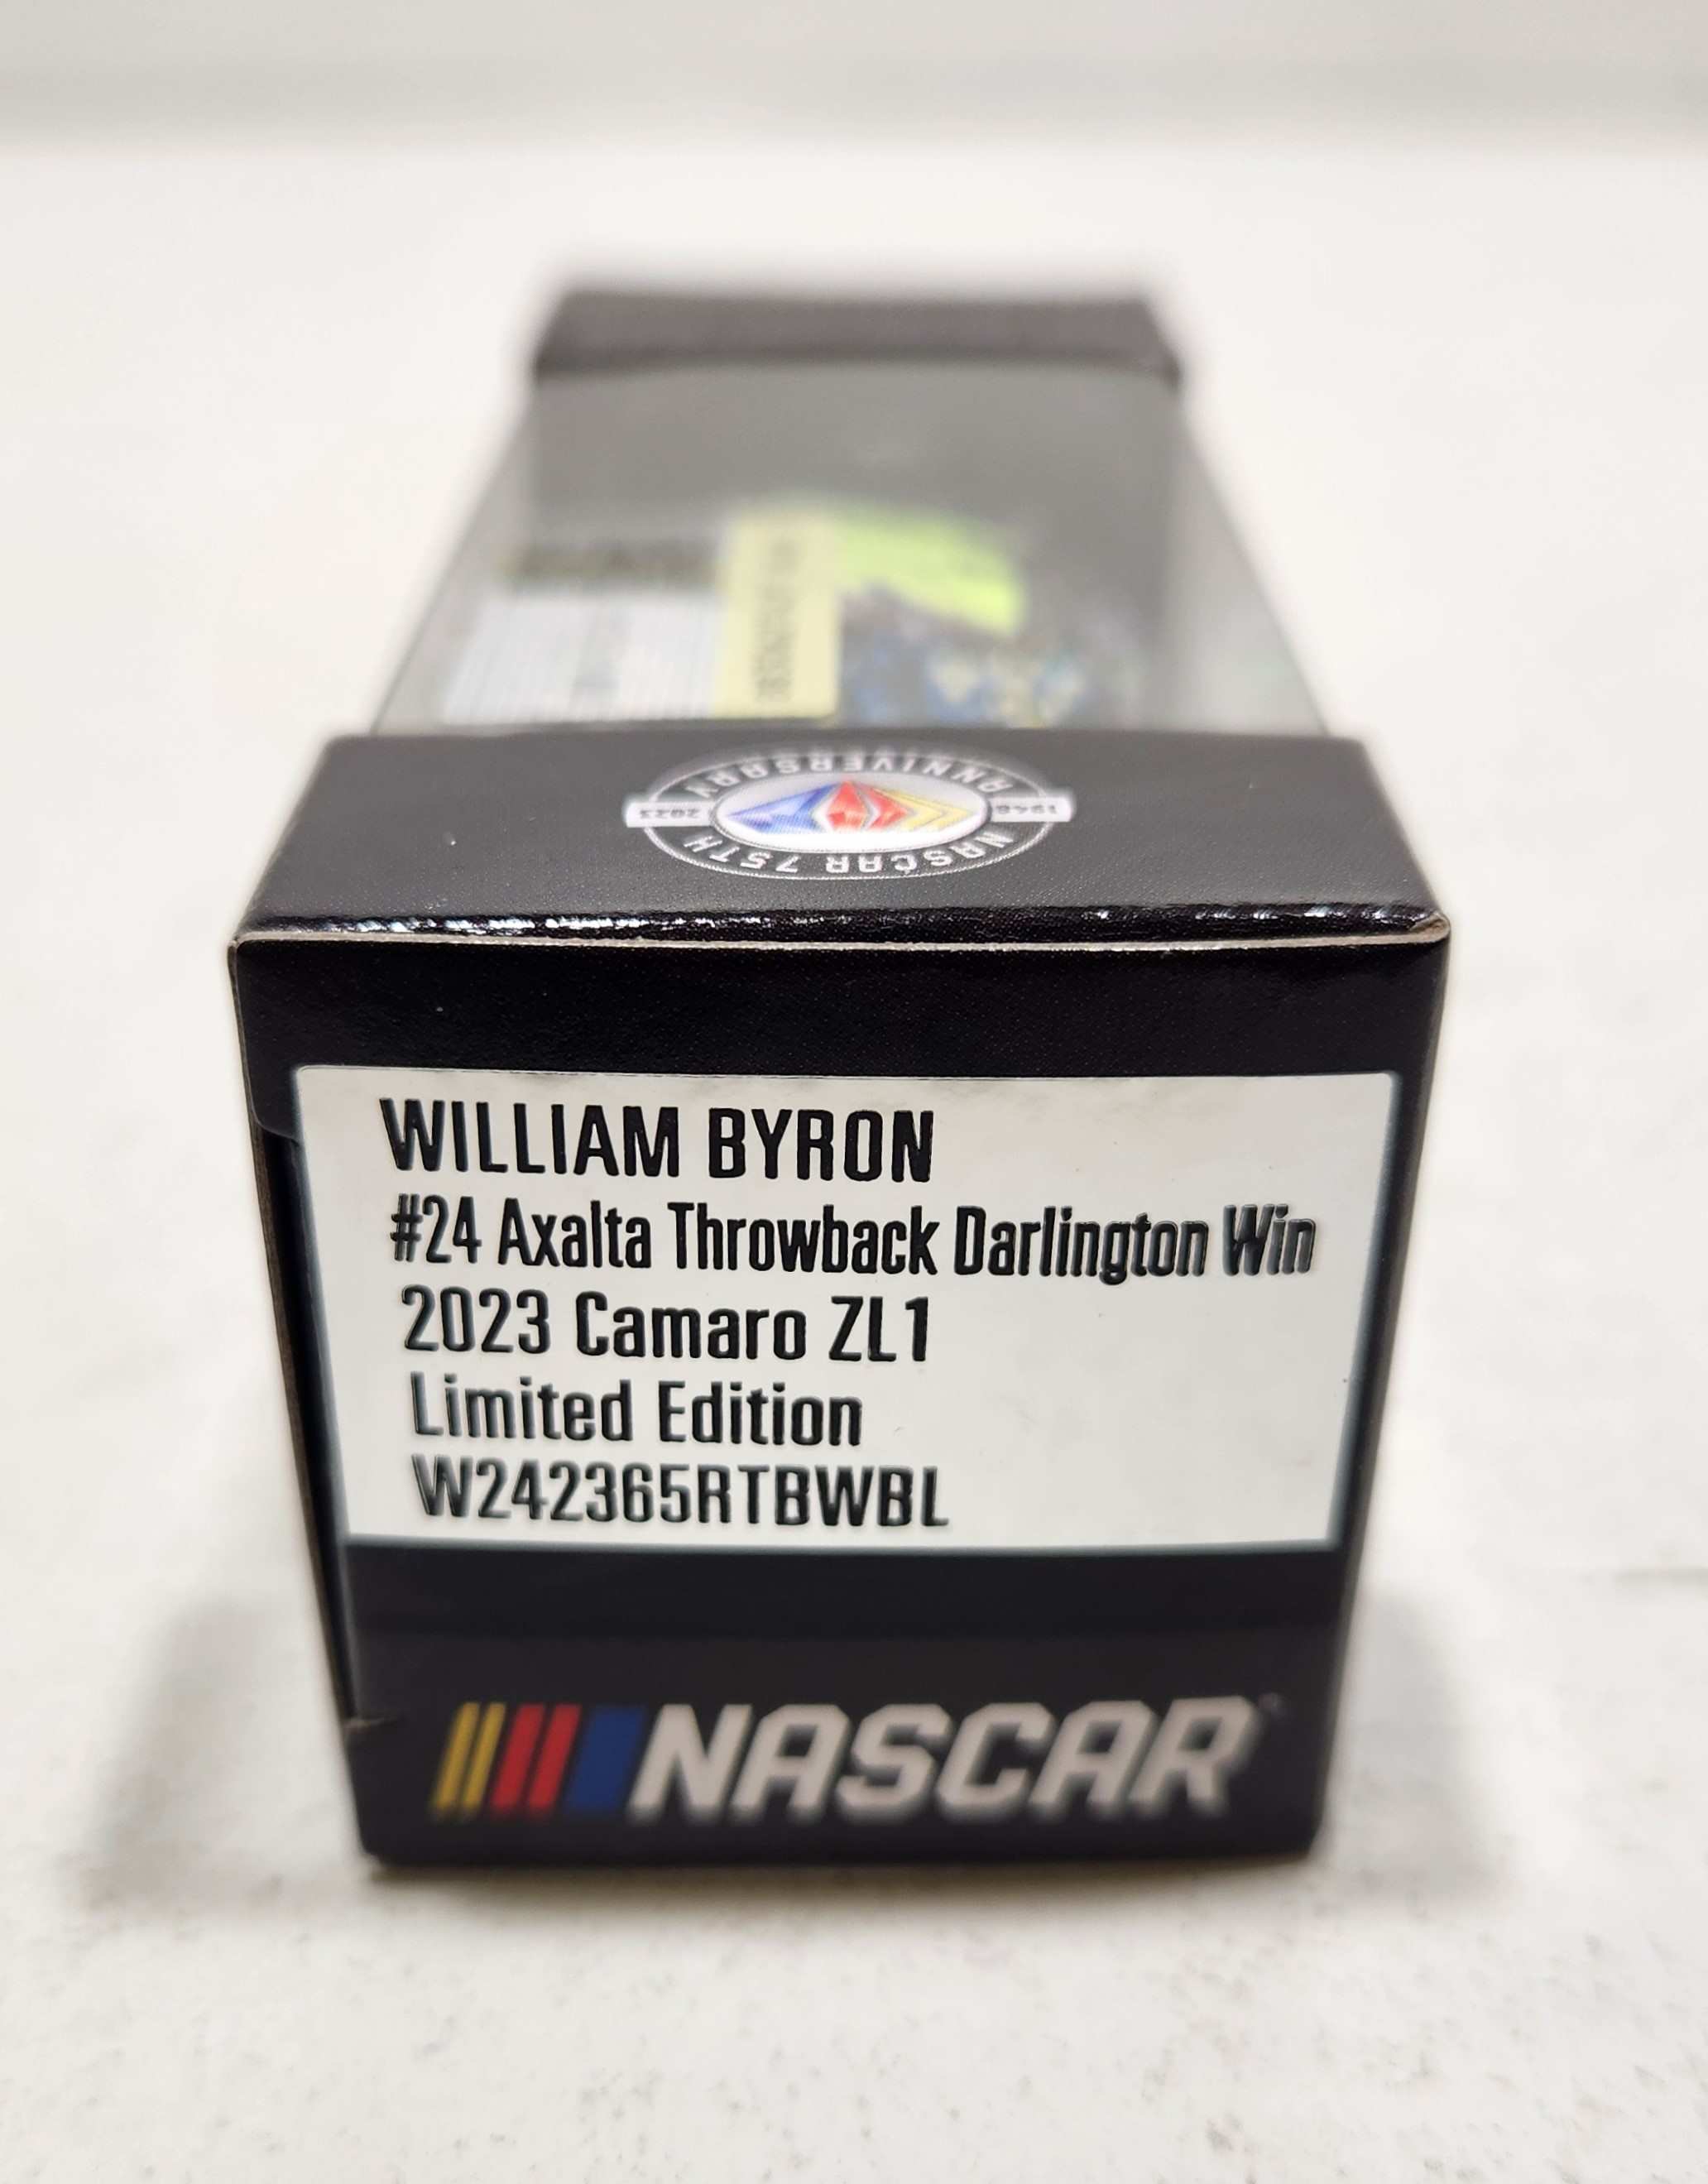 NASCAR 75TH ANNIVERSARY
1948 2023
WILLIAM BYRON
#24 Axalta Throwback Darlington Win
2023 Camaro ZL1
Limited Edition
W242365RTBWBL
NASCAR